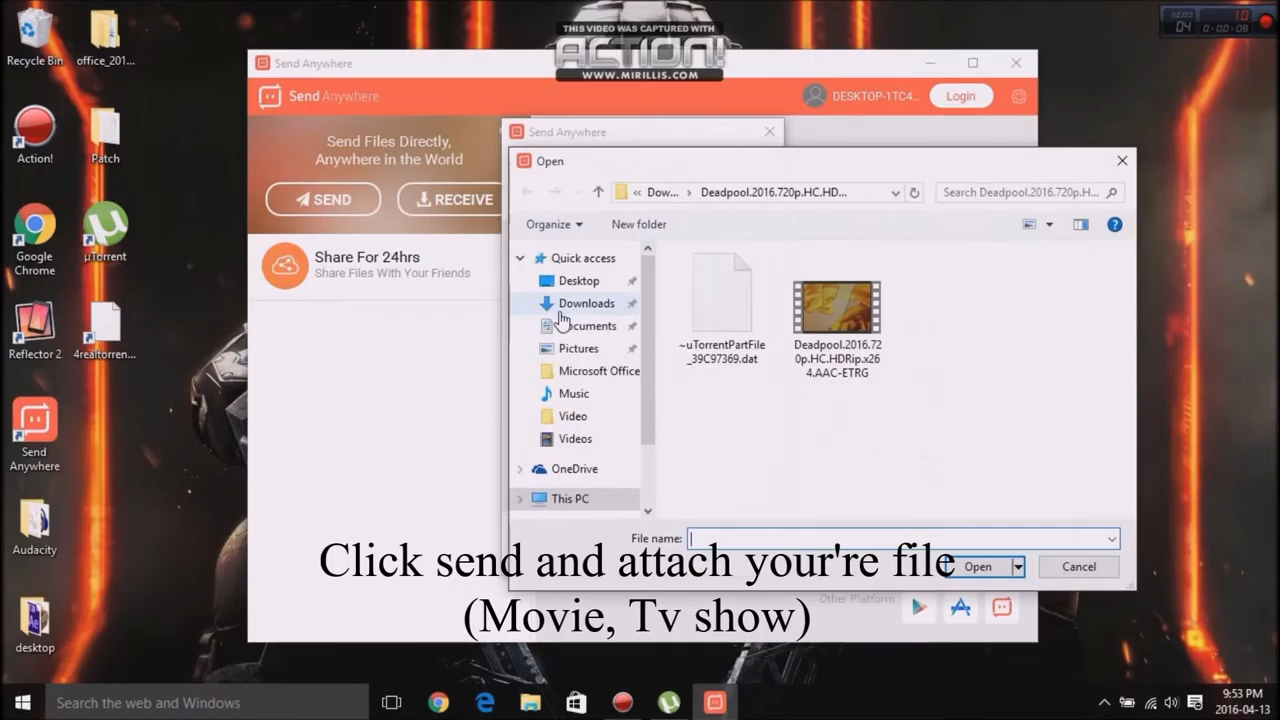 THIS VIDEO WAS CAPTURED WITH
ACTION!
WWW.MIRILLIS.COM
10
04
0:00:08
Recycle Bin
office_201...
Action!
Patch
Google
Chrome
µTorrent
Reflector 2
4realtorren...
Send
Anywhere
Audacity
desktop
Send Anywhere
Send Anywhere
DESKTOP-1TC4...
Login
Send Files Directly,
Anywhere in the World
SEND
RECEIVE
Share For 24hrs
Share Files With Your Friends
Send Anywhere
Open
« Dow... › Deadpool.2016.720p.HC.HD...
Search Deadpool.2016.720p.H...
Organize
New folder
Quick access
Desktop
Downloads
ocuments
Pictures
Microsoft Office
Music
Video
Videos
OneDrive
This PC
~uTorrentPartFile
_39C97369.dat
Deadpool.2016.72
0p.HC.HDRip.x26
4.AAC-ETRG
File name:
Open
Cancel
Click send and attach your're file
(Movie, Tv show)
Other Platform
Search the web and Windows
9:53 PM
2016-04-13